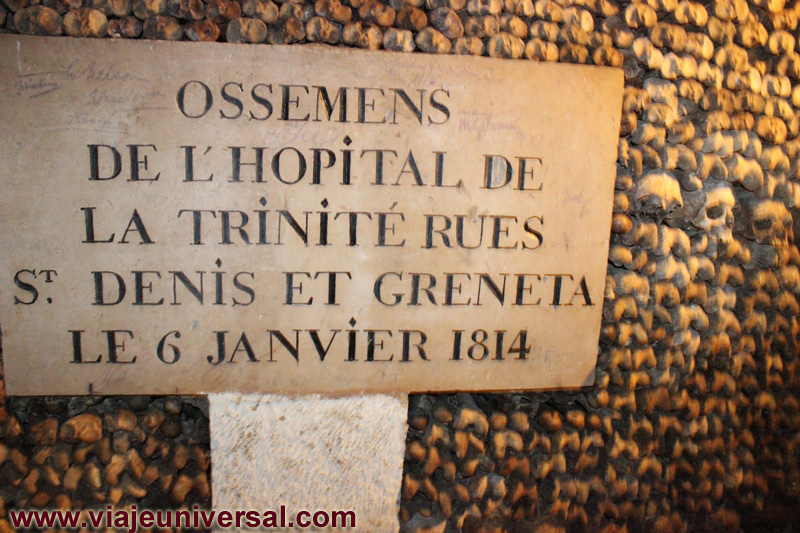 OSSEMENS
DE L'HOPITAL DE
LA TRINITÉ RUES
ST. DENIS ET GRENETA
LE 6 JANVIER 1814
www.viajeuniversal.com